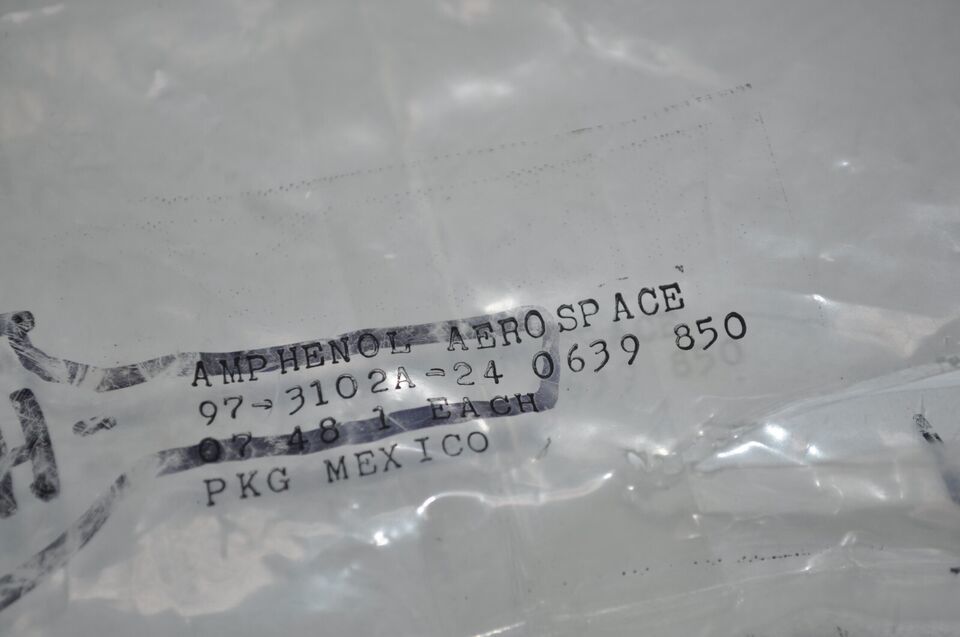 AMPHENOL AEROSPACE
97-3102A-24 0639 850
07 48 1 EACH
PKG MEXICO